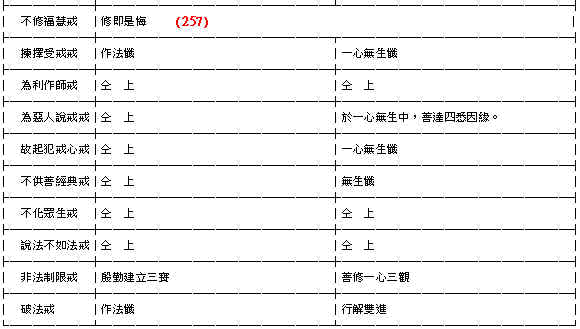 不修福慧戒 修即是悔 (257)
揀擇受戒戒 作法懺 一心無生懺
為利作師戒 仝 上 仝 上
為惡人說戒戒 仝 上 於一心無生中，善達四悉因緣。
故起犯戒心戒 仝 上 一心無生懺
不供養經典戒 仝 上 無生懺
不化眾生戒 仝 上 仝 上
說法不如法戒 仝 上 仝 上
非法制限戒 殷勤建立三寶 善修一心三觀
破法戒 作法懺 行解雙進